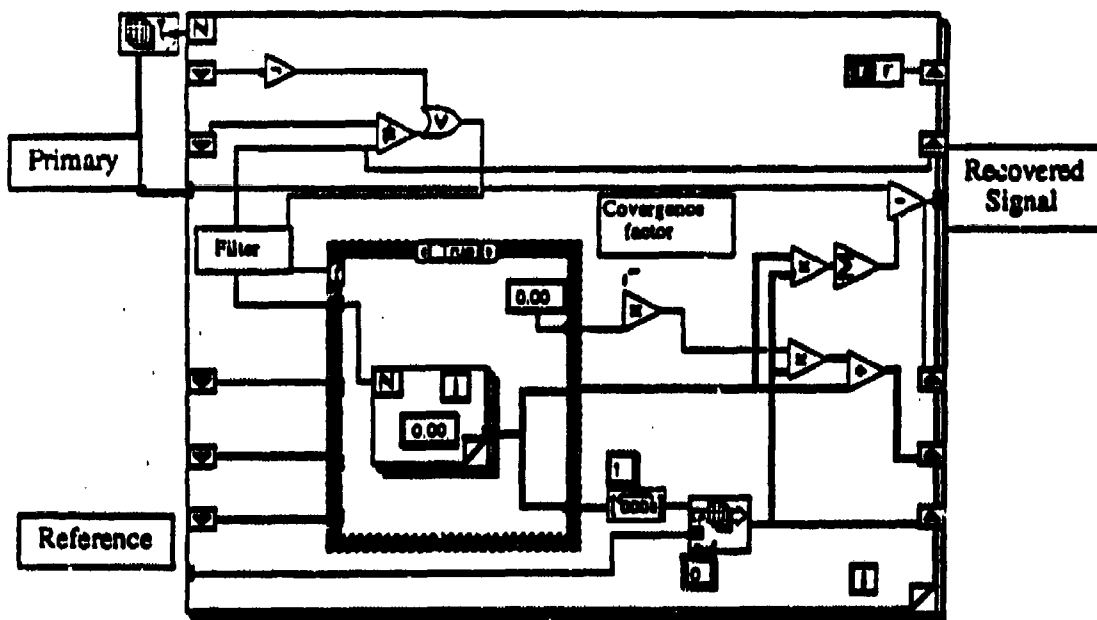 N
Primary
Recovered
Signal
Covergence
factor
Filter
0.00
N
i
0.00
1
Reference
0
i